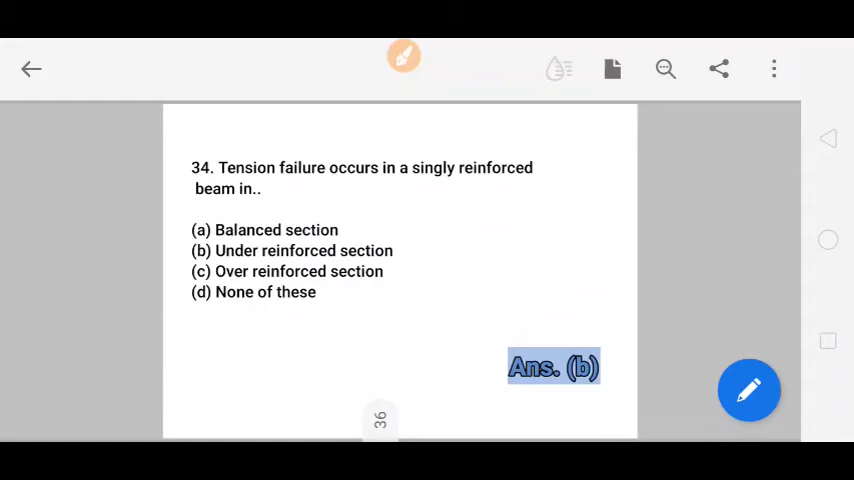 34. Tension failure occurs in a singly reinforced
beam in..
(a) Balanced section
(b) Under reinforced section
(c) Over reinforced section
(d) None of these
Ans. (b)
36